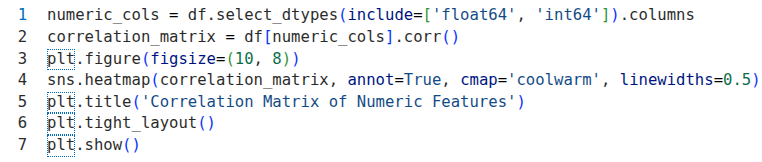 1 numeric_cols = df.select_dtypes(include=['float64', 'int64']).columns
2 correlation_matrix = df[numeric_cols].corr()
3 plt.figure(figsize=(10, 8))
4 sns.heatmap(correlation_matrix, annot=True, cmap='coolwarm', linewidths=0.5)
5 plt.title('Correlation Matrix of Numeric Features')
6 plt.tight_layout()
7 plt.show()